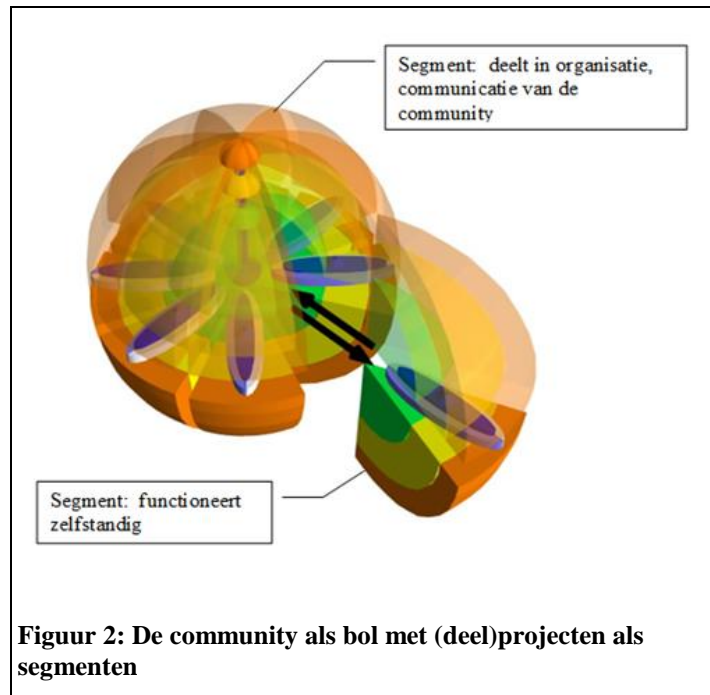 Segment: deelt in organisatie,
communicatie van de
community
Segment: functioneert
zelfstandig
Figuur 2: De community als bol met (deel)projecten als
segmenten